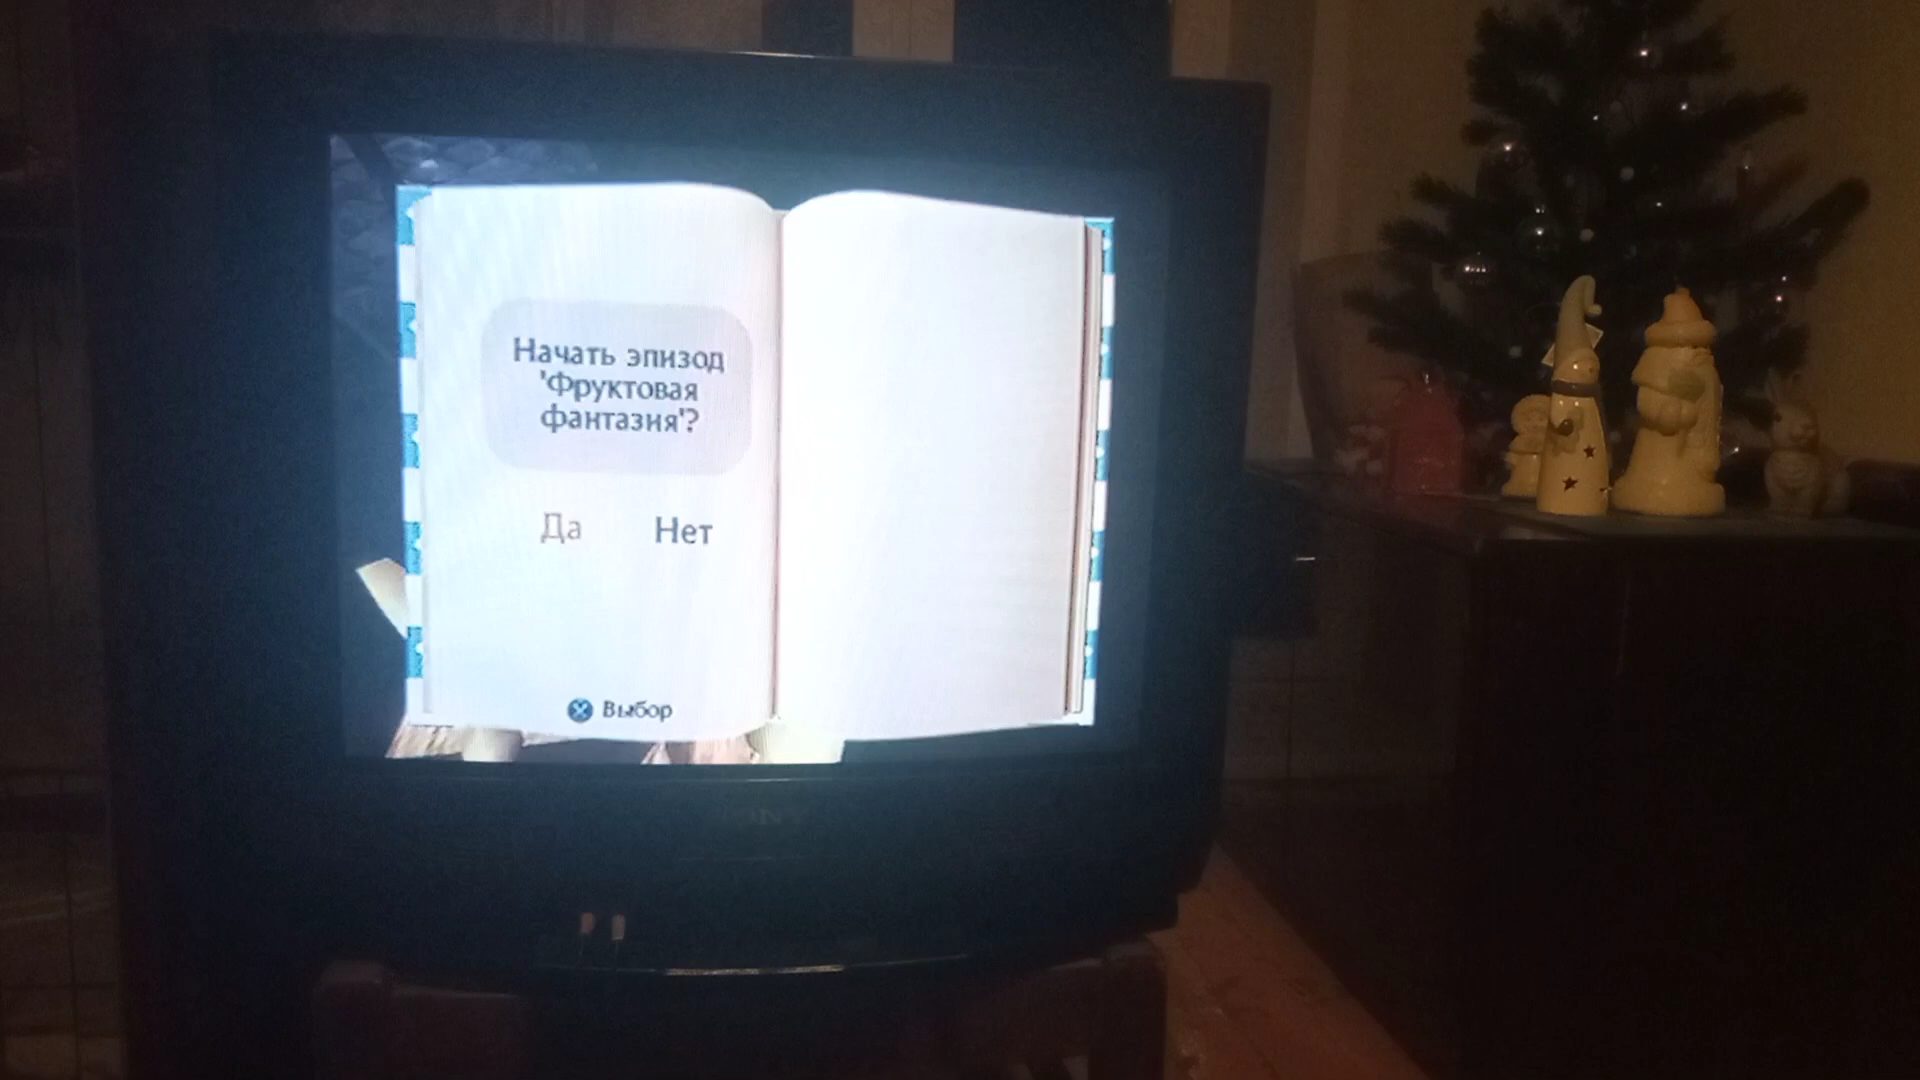 Начать эпизод
'Фруктовая
фантазия'?
Да Нет
Выбор